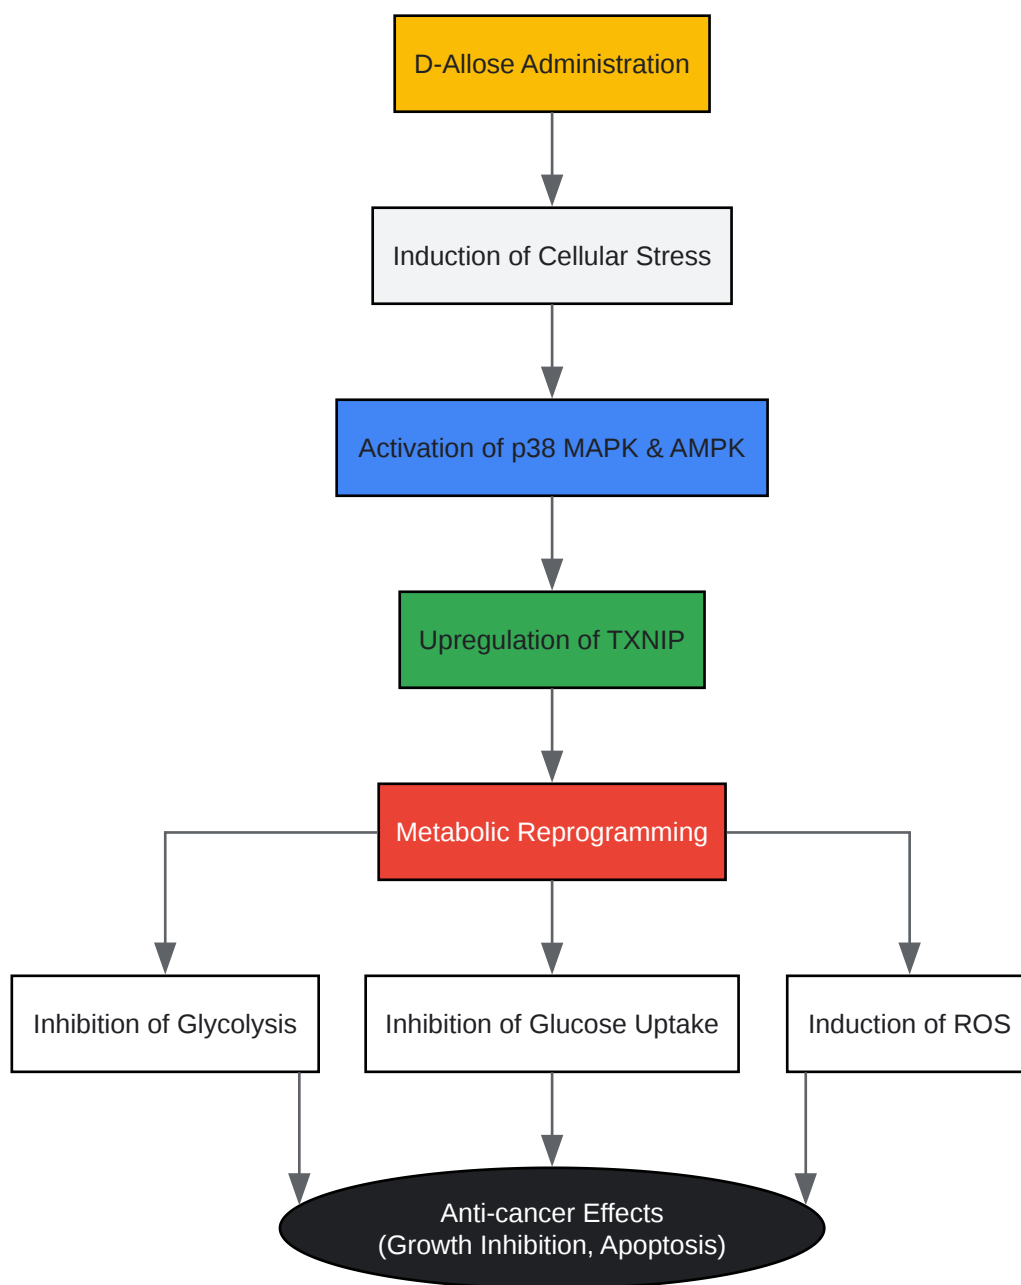 D-Allose Administration
Induction of Cellular Stress
Activation of p38 MAPK & AMPK
Upregulation of TXNIP
Metabolic Reprogramming
Inhibition of Glycolysis
Inhibition of Glucose Uptake
Induction of ROS
Anti-cancer Effects
(Growth Inhibition, Apoptosis)